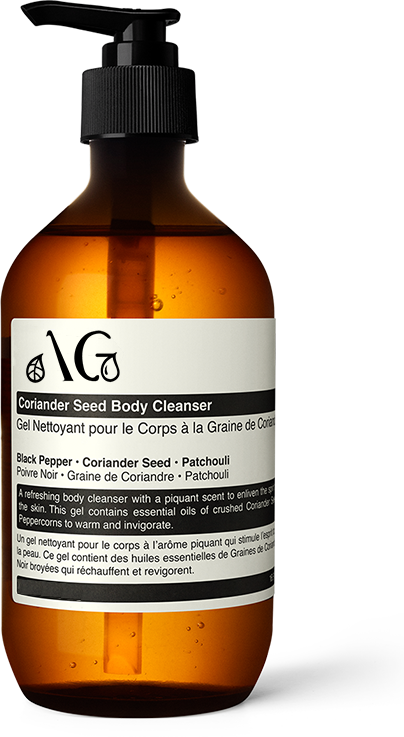 AG
Coriander Seed Body Cleanser
Gel Nettoyant pour le Corps à la Graine de
Black Pepper · Coriander Seed · Patchouli
Poivre Noir · Graine de Coriandre · Patchouli
A refreshing body cleanser with a piquant scent to enliven the
the skin. This gel contains essential oils of crushed Coriander
Peppercorns to warm and invigorate.
Un gel nettoyant pour le corps à l'arôme piquant qui stimule
la peau. Ce gel contient des huiles essentielles de Graines de
Noir broyées qui réchauffent et revigorent.